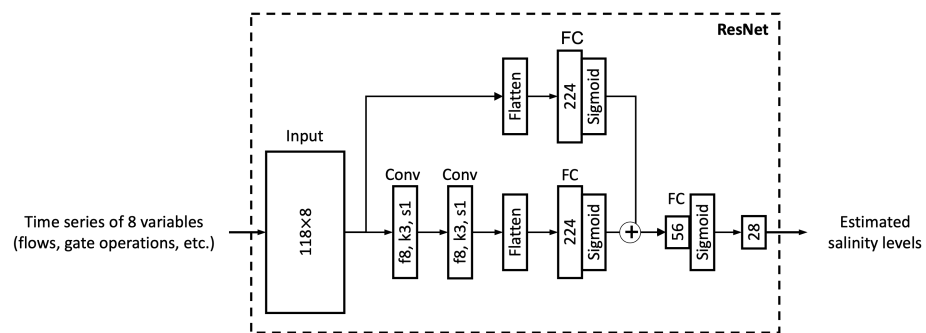 ResNet
FC
Flatten
224
Sigmoid
Input
Conv
Conv
FC
FC
Time series of 8 variables
(flows, gate operations, etc.)
118×8
f8, k3, s1
f8, k3, s1
Flatten
224
Sigmoid
+
56
Sigmoid
28
Estimated
salinity levels